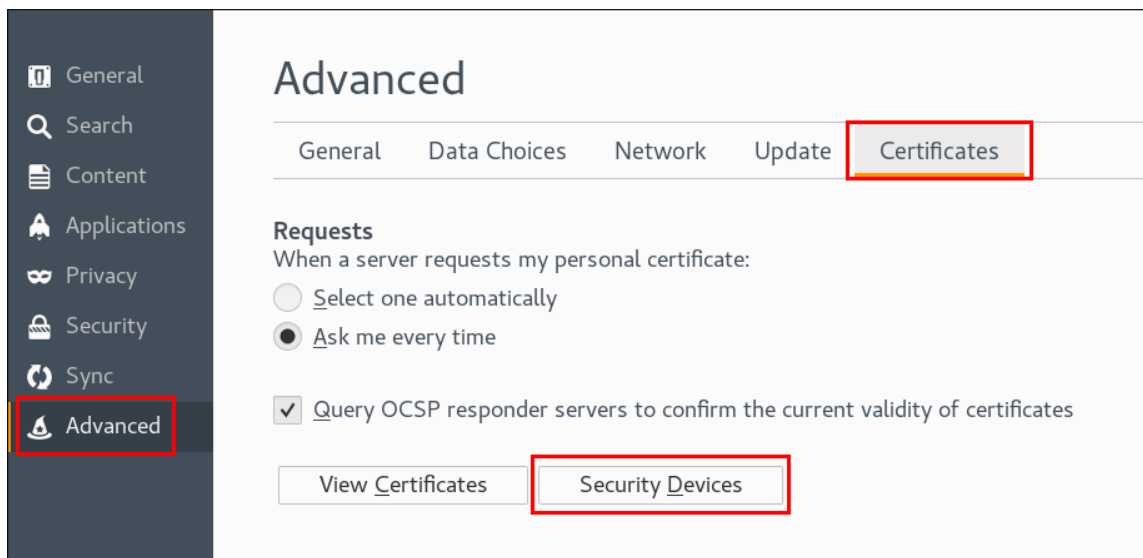 General
Search
Content
Applications
Privacy
Security
Sync
Advanced
Advanced
General Data Choices Network Update Certificates
Requests
When a server requests my personal certificate:
Select one automatically
Ask me every time
Query OCSP responder servers to confirm the current validity of certificates
View Certificates Security Devices